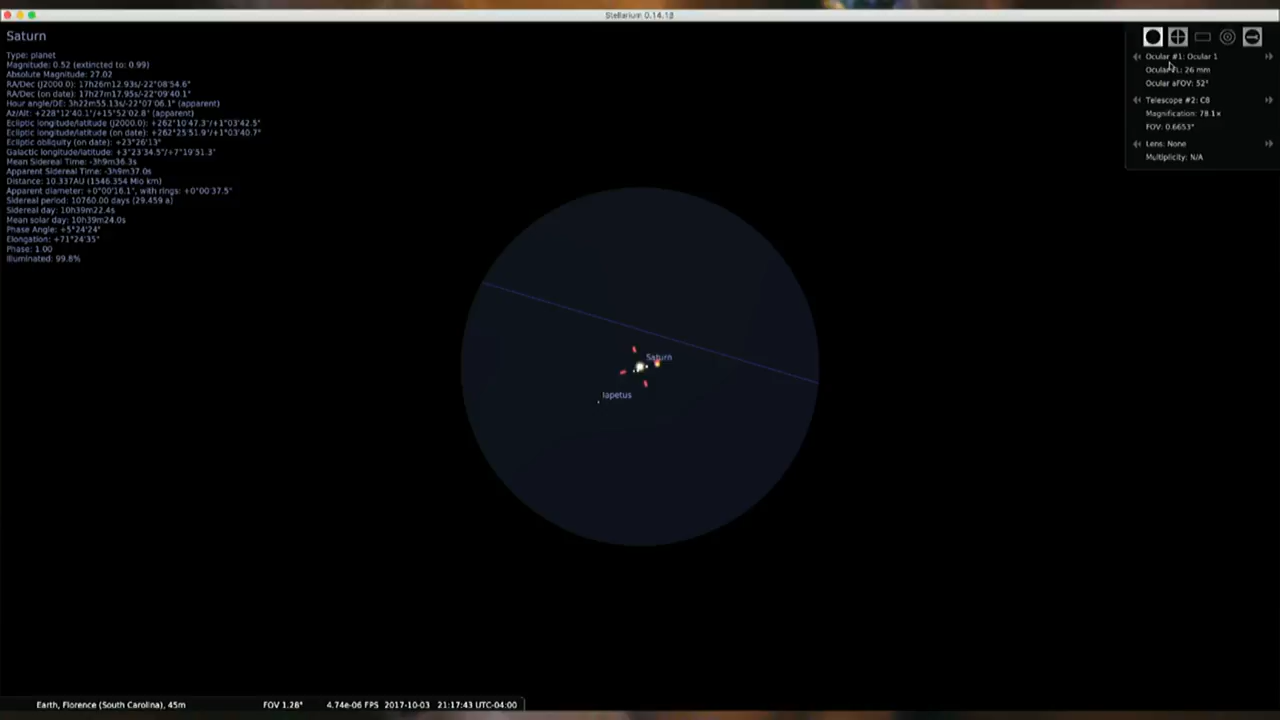 Stellarium 0.14.1
Saturn
Type: planet
Magnitude: 0.52 (extincted to: 0.99)
Absolute Magnitude: 27.02
RA/Dec (J2000.0): 17h26m12.93s/-22°08'54.6"
RA/Dec (on date): 17h27m17.95s/-22°09'40.1"
Hour angle/DE: 3h22m55.13s/-22°07'06.1" (apparent)
Az/Alt: +228°12'40.1"/+15°52'02.8" (apparent)
Ecliptic longitude/latitude (J2000.0): +262°10'47.3"/+1°03'42.5"
Ecliptic longitude/latitude (on date): +262°25'51.9"/+1°03'40.7"
Ecliptic obliquity (on date): +23°26'13"
Galactic longitude/latitude: +3°23'34.5"/+7°19'51.3"
Mean Sidereal Time: -3h9m36.3s
Apparent Sidereal Time: -3h9m37.0s
Distance: 10.337AU (1546.354 Mio km)
Apparent diameter: +0°00'16.1", with rings: +0°00'37.5"
Sidereal period: 10760.00 days (29.459 a)
Sidereal day: 10h39m22.4s
Mean solar day: 10h39m24.0s
Phase Angle: +5°24'24"
Elongation: +71°24'35"
Phase: 1.00
Illuminated: 99.8%
Ocular #1: Ocular 1
Ocular FL: 26 mm
Ocular aFOV: 52°
Telescope #2: C8
Magnification: 78.1×
FOV: 0.6653°
Lens: None
Multiplicity: N/A
Saturn
Iapetus
Earth, Florence (South Carolina), 45m
FOV 1.28°
4.74e-06 FPS
2017-10-03 21:17:43 UTC-04:00